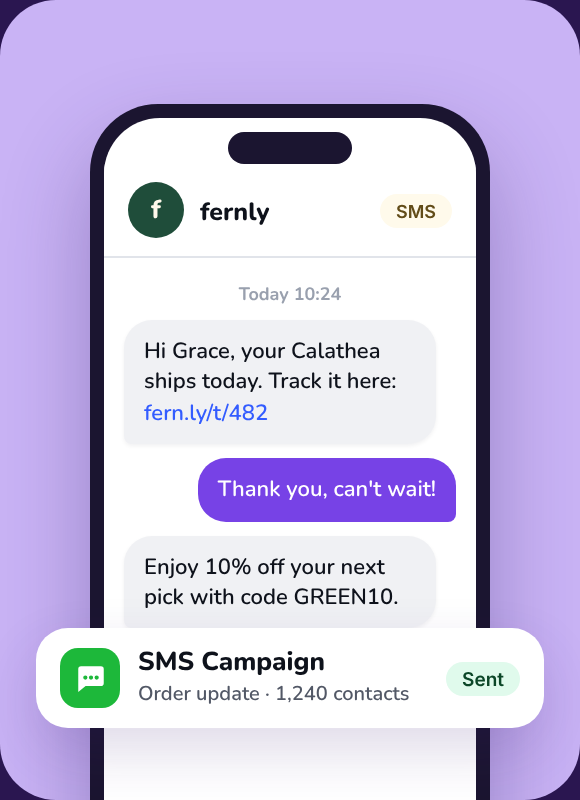 f
fernly
SMS
Today 10:24
Hi Grace, your Calathea
ships today. Track it here:
fern.ly/t/482
Thank you, can't wait!
Enjoy 10% off your next
pick with code GREEN10.
SMS Campaign
Order update · 1,240 contacts
Sent